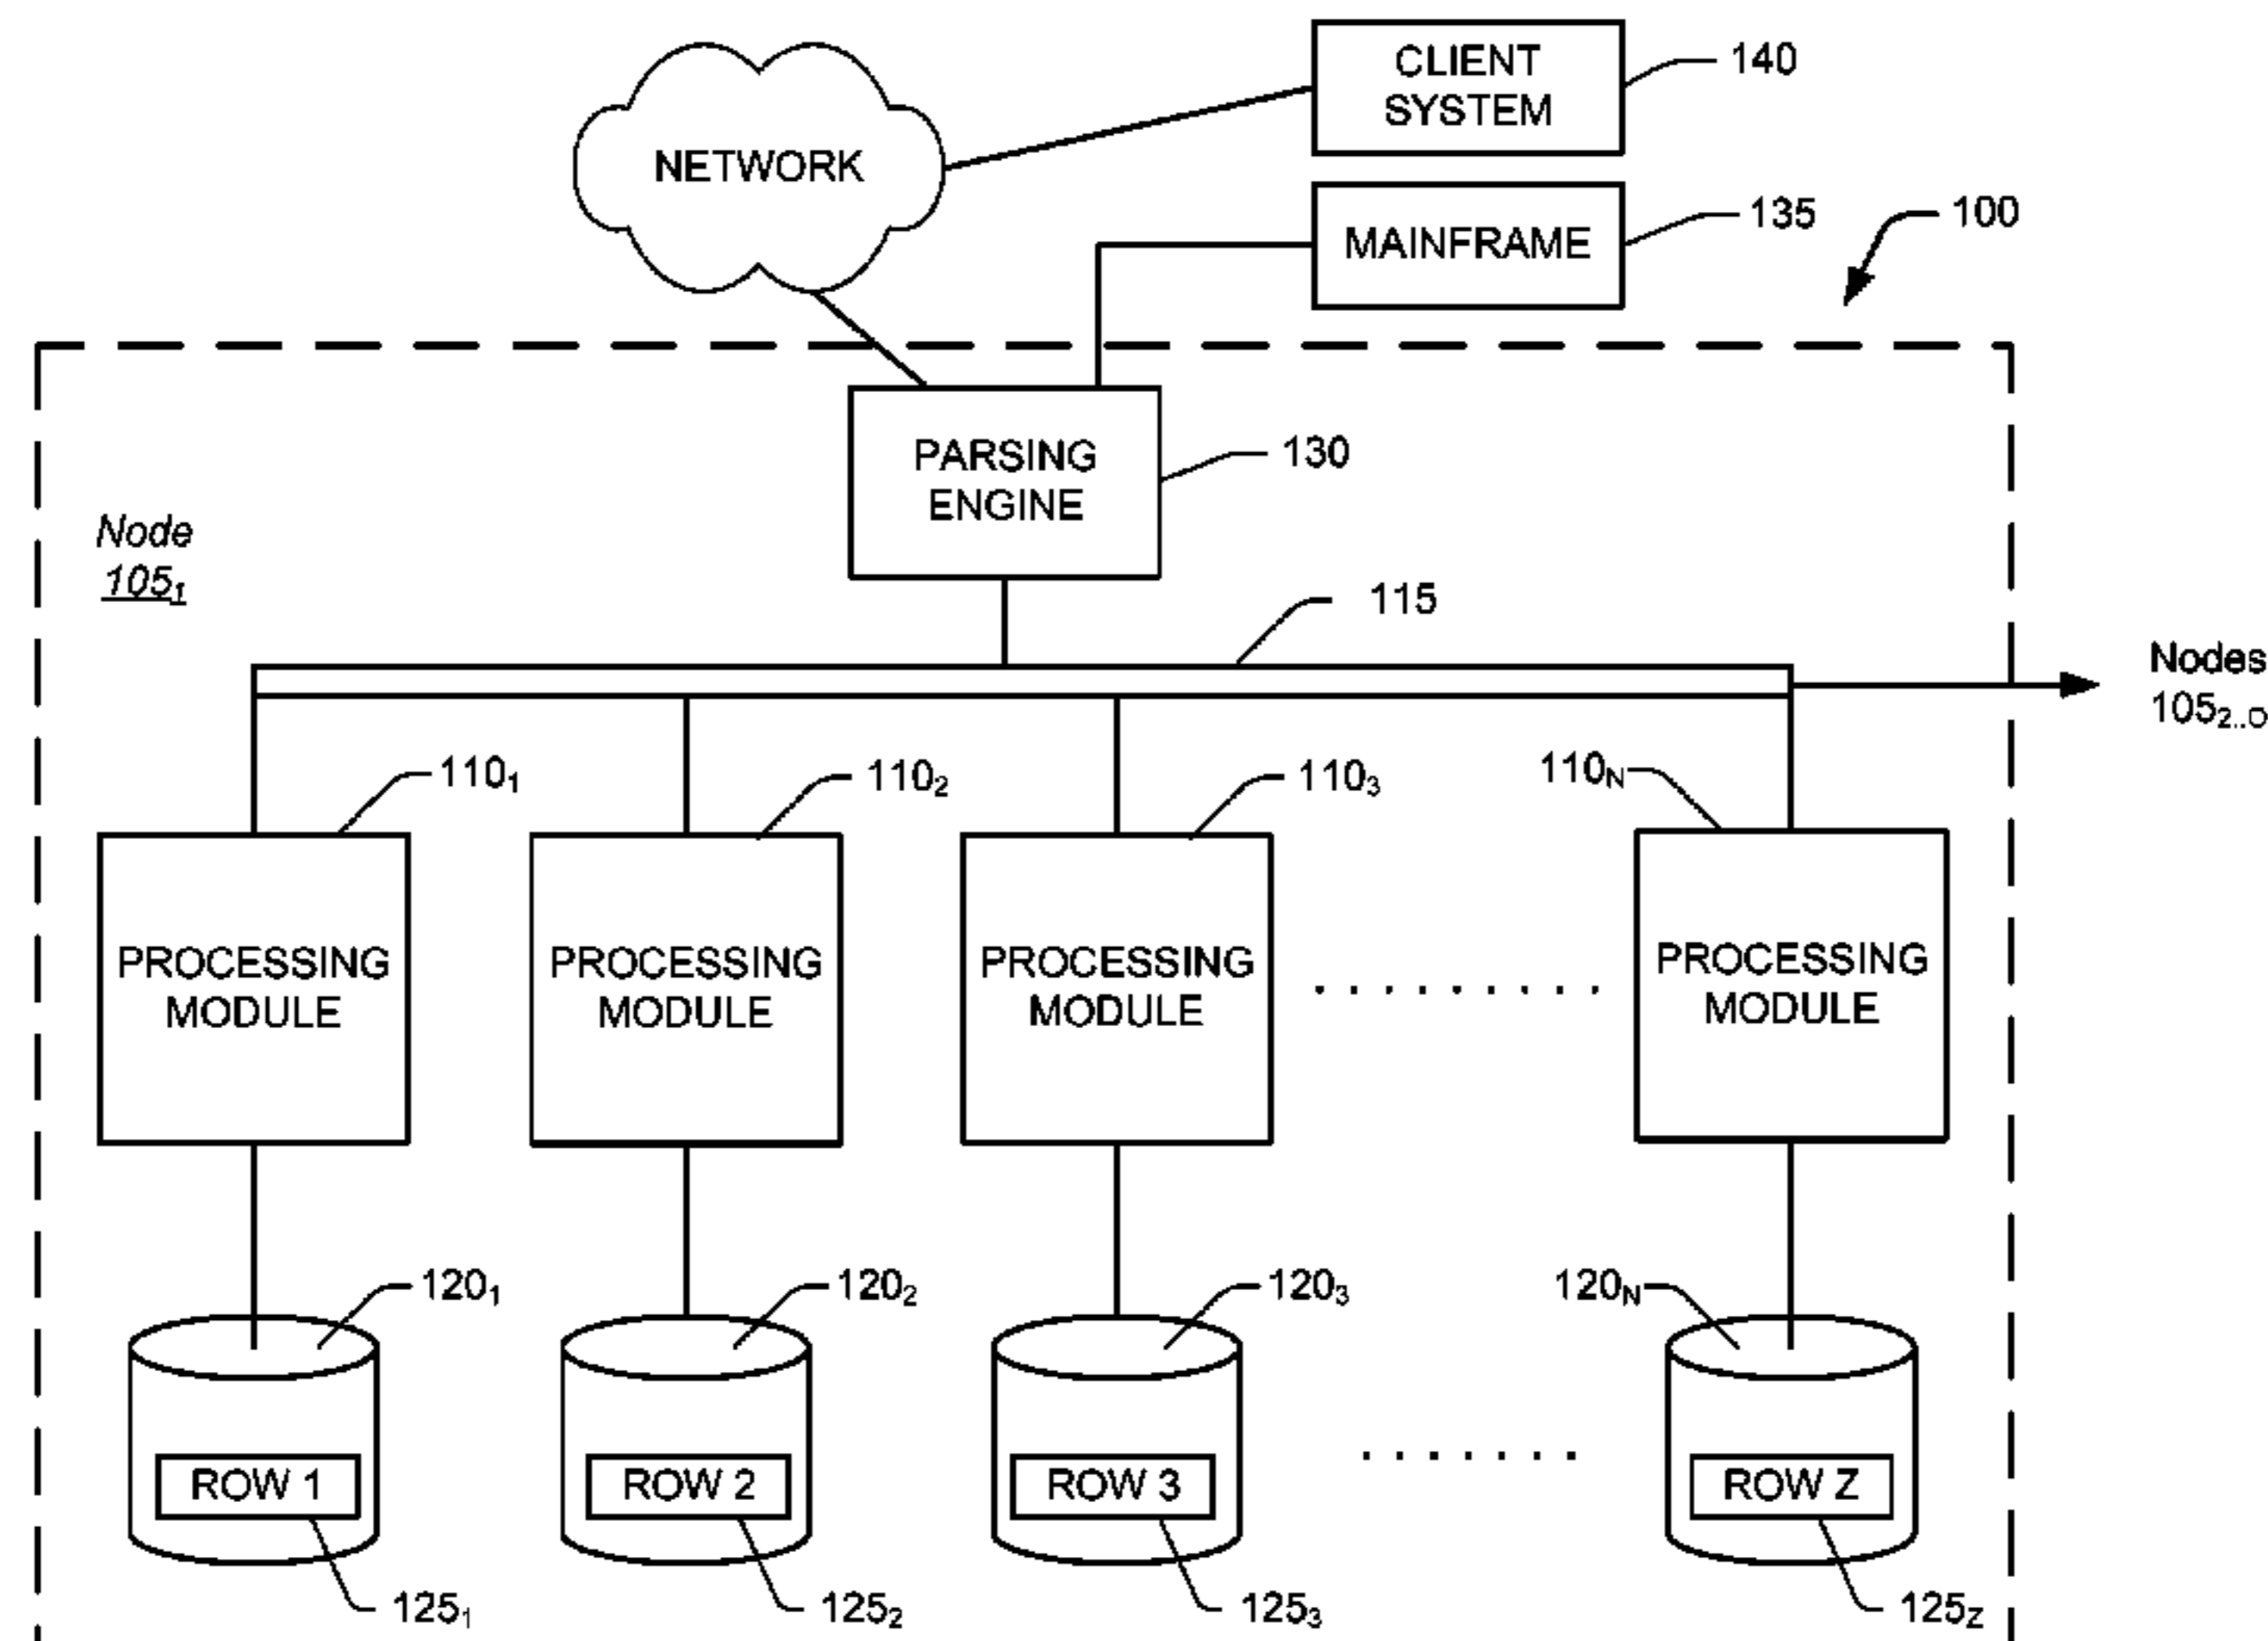 CLIENT
SYSTEM
140
NETWORK
MAINFRAME
135
100
PARSING
ENGINE
130
Node
105₁
115
Nodes
105₂..₀
110₁
110₂
110₃
110ₙ
PROCESSING
MODULE
PROCESSING
MODULE
PROCESSING
MODULE
. . . . . . . . .
PROCESSING
MODULE
120₁
120₂
120₃
120ₙ
ROW 1
ROW 2
ROW 3
. . . . . . .
ROW Z
125₁
125₂
125₃
125Z